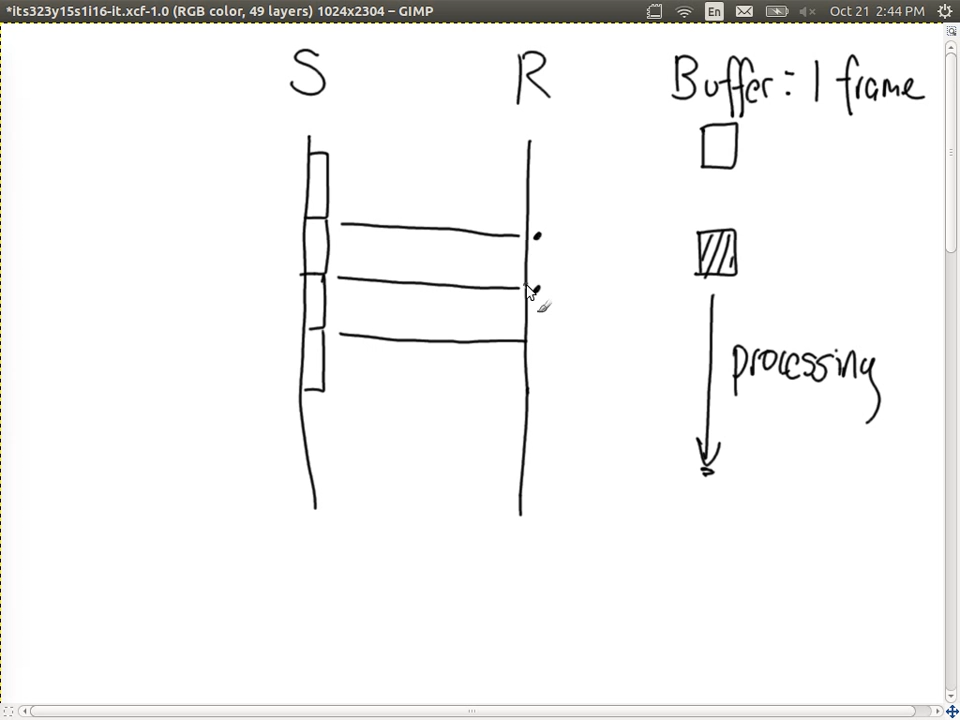 *its323y15s1i16-it.xcf-1.0 (RGB color, 49 layers) 1024x2304 – GIMP
En
Oct 21 2:44 PM
S R Buffer: 1 frame
processing